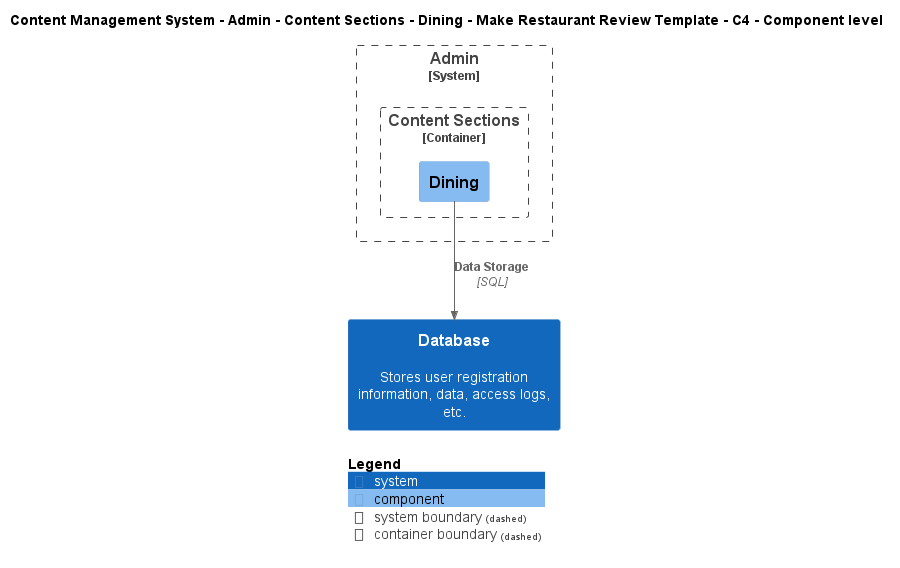 Content Management System - Admin - Content Sections - Dining - Make Restaurant Review Template - C4 - Component level
Admin
[System]
Content Sections
[Container]
Dining
Data Storage
[SQL]
Database
Stores user registration
information, data, access logs,
etc.
Legend
system
component
system boundary (dashed)
container boundary (dashed)